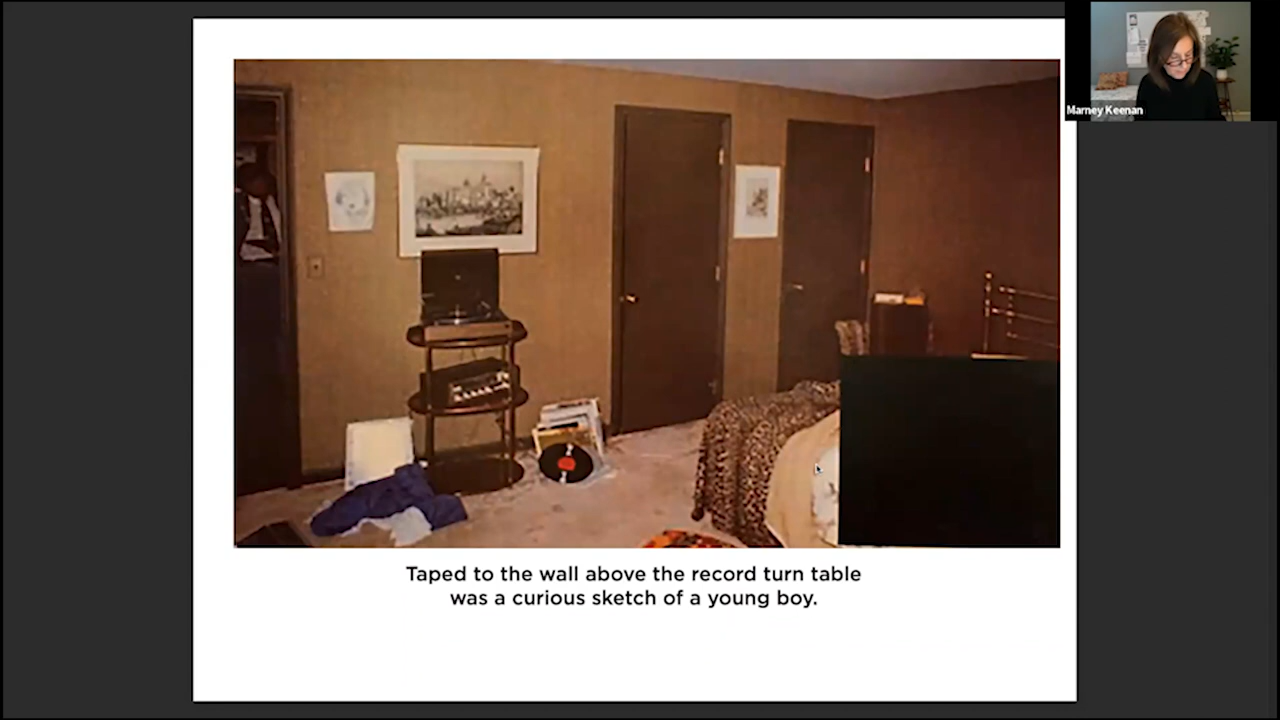 Marney Keenan
Taped to the wall above the record turn table
was a curious sketch of a young boy.